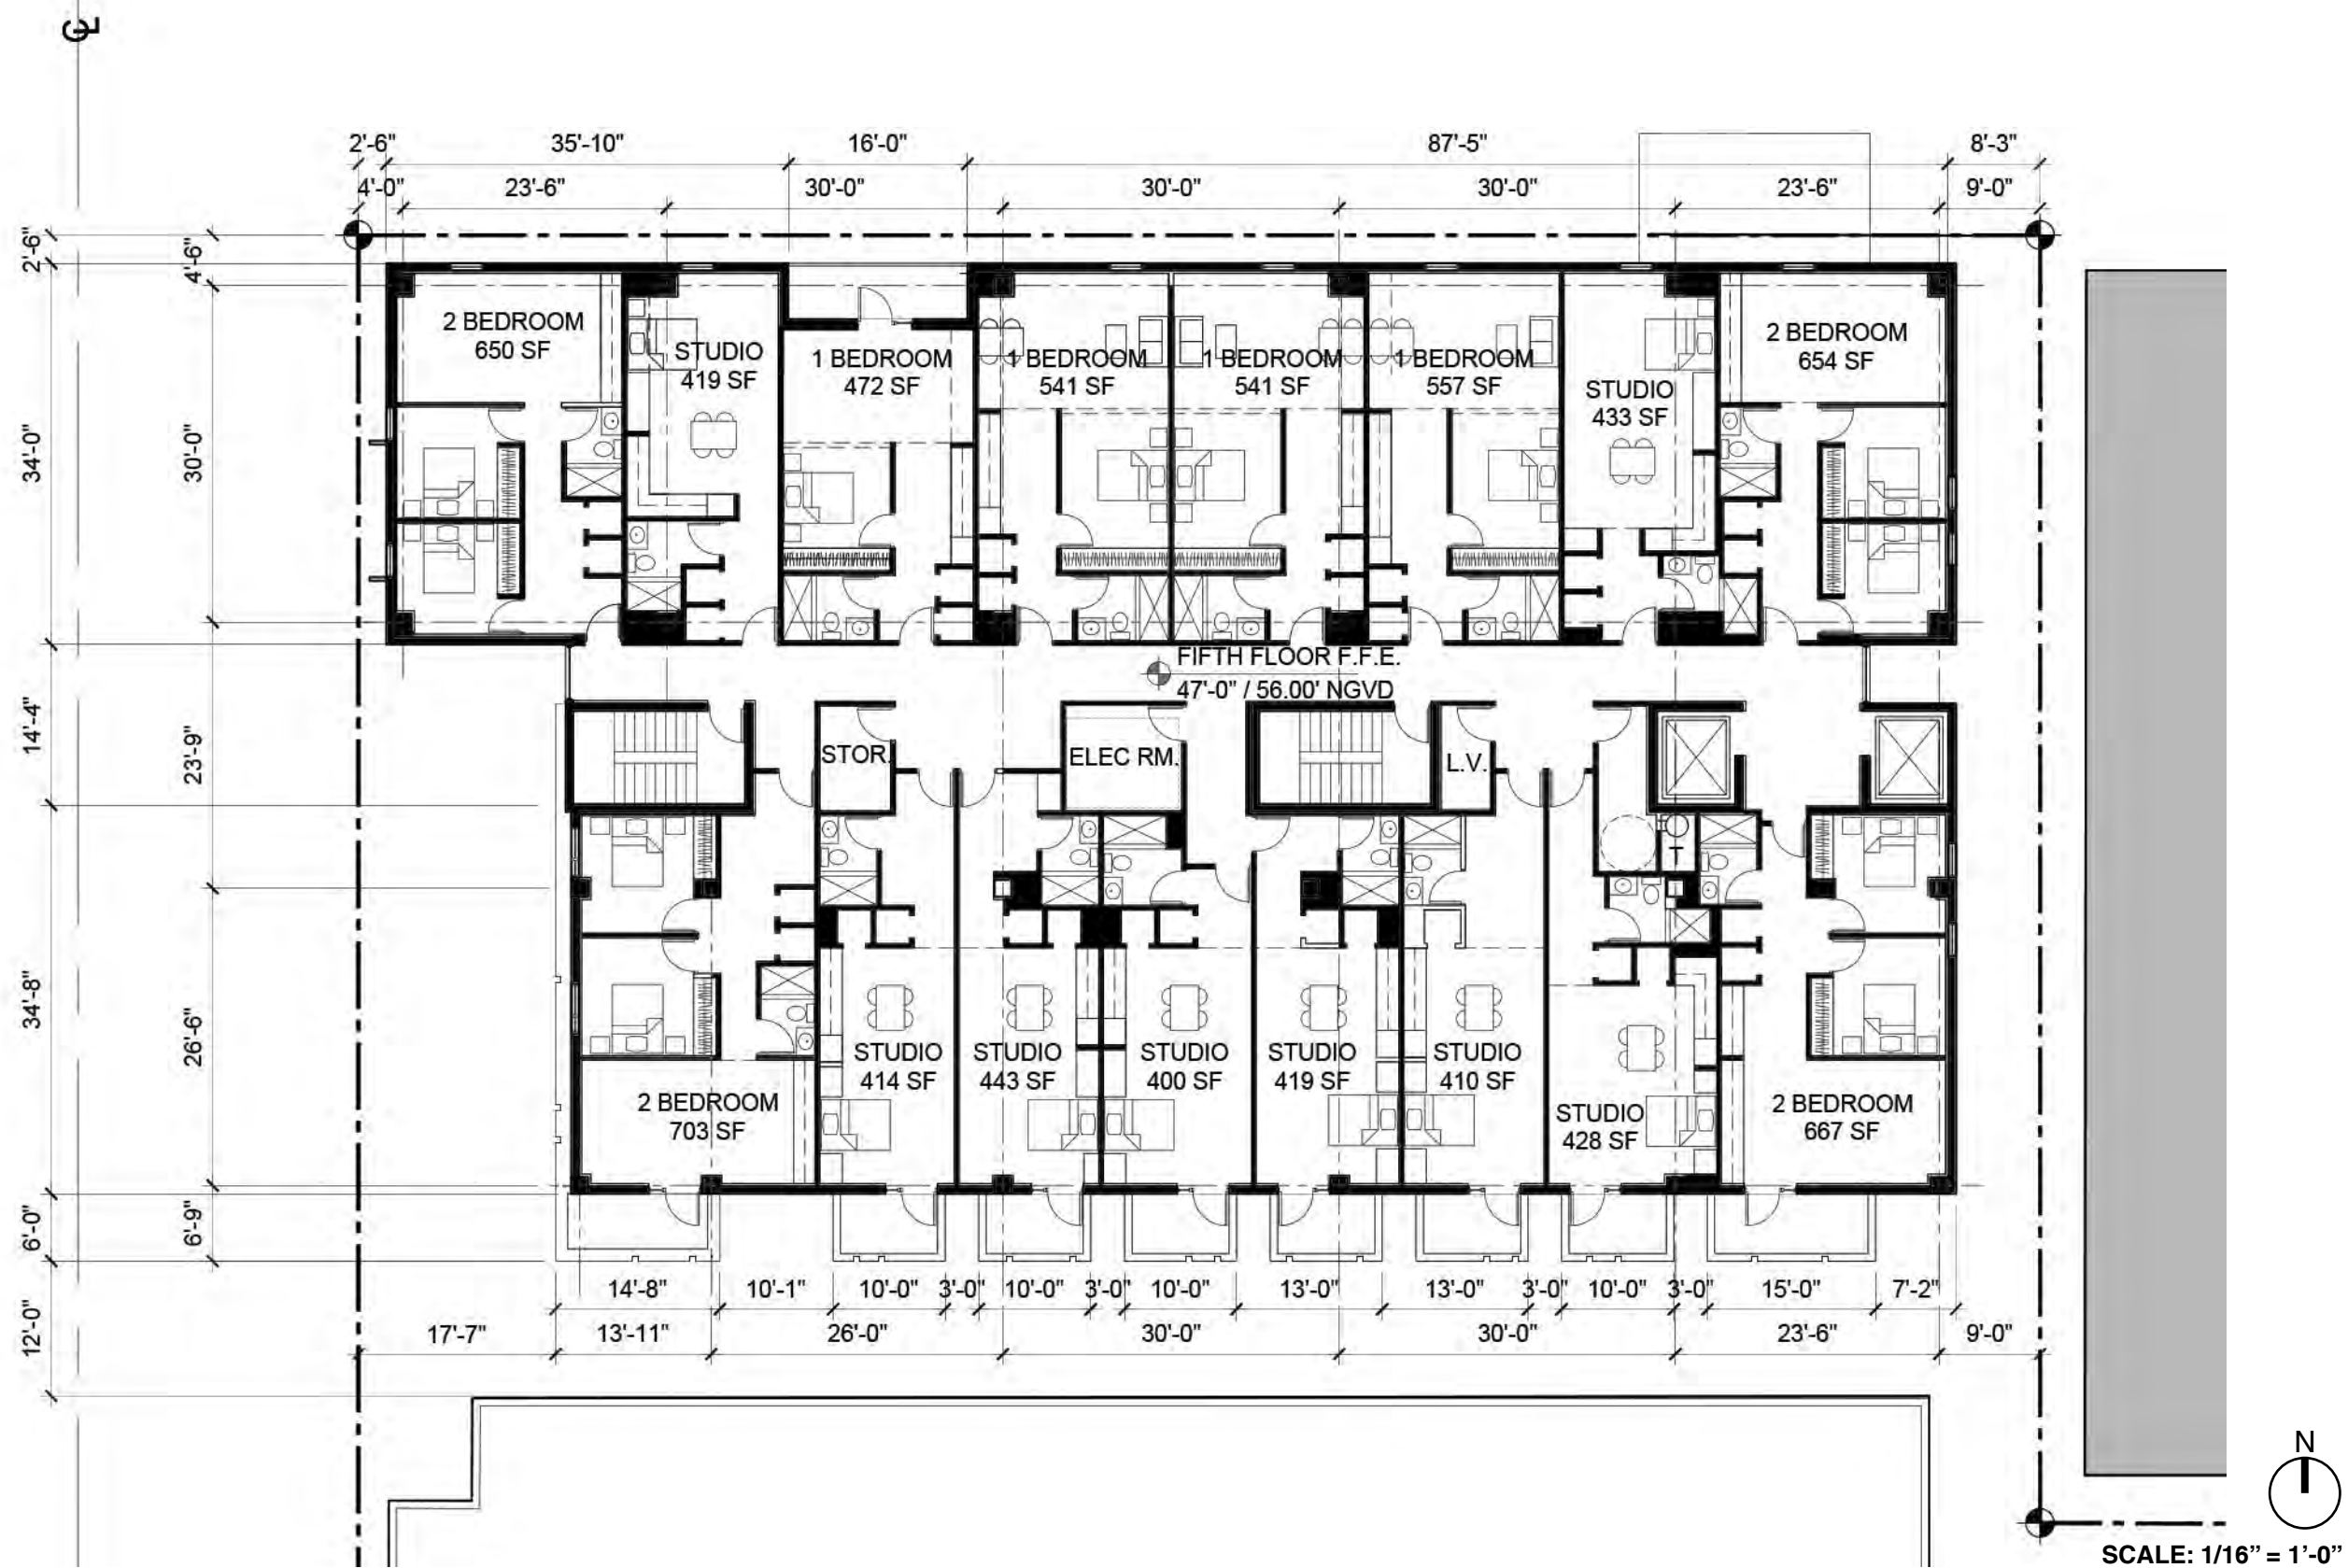 ℄
2'-6"
35'-10"
16'-0"
87'-5"
8'-3"
4'-0"
23'-6"
30'-0"
30'-0"
30'-0"
23'-6"
9'-0"
2'-6"
4'-6"
34'-0"
30'-0"
14'-4"
23'-9"
34'-8"
26'-6"
6'-0"
6'-9"
12'-0"
2 BEDROOM
650 SF
STUDIO
419 SF
1 BEDROOM
472 SF
1 BEDROOM
541 SF
1 BEDROOM
541 SF
1 BEDROOM
557 SF
STUDIO
433 SF
2 BEDROOM
654 SF
FIFTH FLOOR F.F.E.
47'-0" / 56.00' NGVD
STOR.
ELEC RM.
L.V.
T
2 BEDROOM
703 SF
STUDIO
414 SF
STUDIO
443 SF
STUDIO
400 SF
STUDIO
419 SF
STUDIO
410 SF
STUDIO
428 SF
2 BEDROOM
667 SF
14'-8"
10'-1"
10'-0"
3'-0"
10'-0"
3'-0"
10'-0"
13'-0"
13'-0"
3'-0"
10'-0"
3'-0"
15'-0"
7'-2"
17'-7"
13'-11"
26'-0"
30'-0"
30'-0"
23'-6"
9'-0"
N
SCALE: 1/16” = 1’-0”